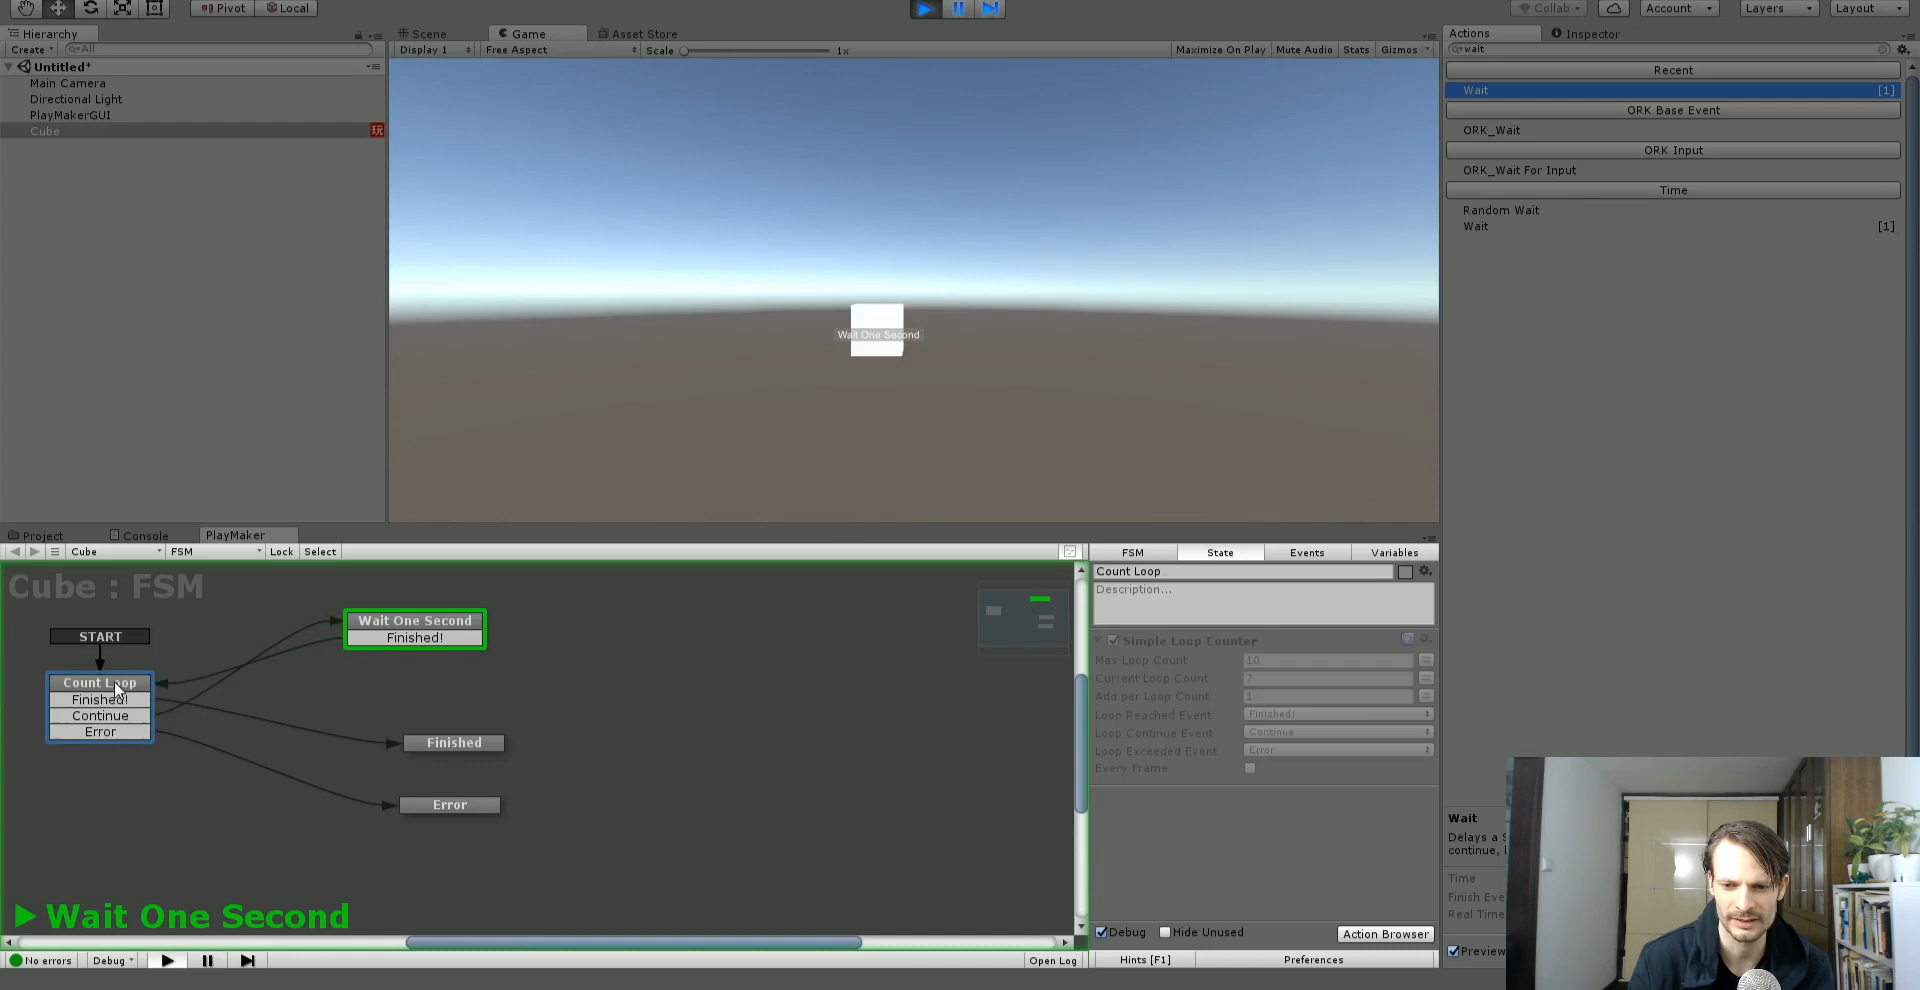 Pivot
Local
Collab
Account
Layers
Layout
Hierarchy
Scene
Game
Asset Store
Actions
Inspector
Create
All
Display 1
Free Aspect
Scale
1x
Maximize On Play
Mute Audio
Stats
Gizmos
wait
Untitled*
Main Camera
Directional Light
PlayMakerGUI
Cube
玩
Recent
Wait [1]
ORK Base Event
ORK_Wait
ORK Input
ORK_Wait For Input
Time
Random Wait
Wait [1]
Wait One Second
Project
Console
PlayMaker
Cube
FSM
Lock
Select
FSM
State
Events
Variables
Cube : FSM
START
Count Loop
Finished!
Continue
Error
Wait One Second
Finished!
Finished
Error
Wait One Second
Count Loop
Description...
Simple Loop Counter
Max Loop Count 10
Current Loop Count 7
Add per Loop Count 1
Loop Reached Event Finished!
Loop Continue Event Continue
Loop Exceeded Event Error
Every Frame
Debug
Hide Unused
Action Browser
No errors
Debug
Open Log
Hints [F1]
Preferences
Wait
Delays a
continue,
Time
Finish Eve
Real Time
Preview